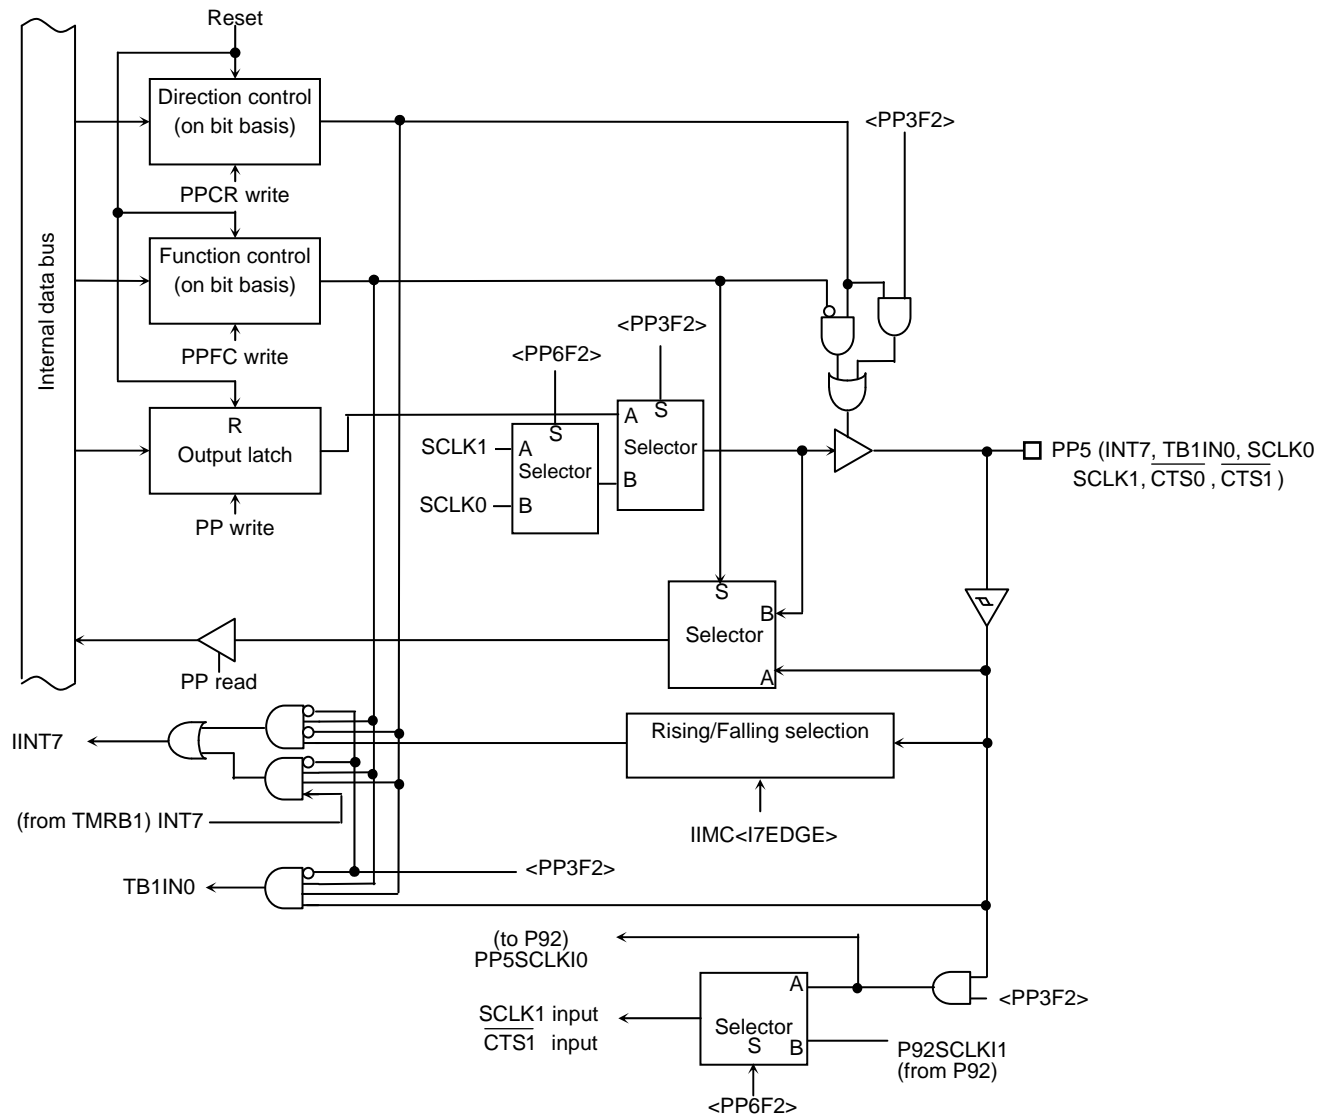 Reset
Direction control
(on bit basis)
<PP3F2>
PPCR write
Internal data bus
Function control
(on bit basis)
<PP3F2>
PPFC write
<PP6F2>
R
Output latch
SCLK1
SCLK0
S
A
Selector
B
S
A
Selector
B
PP write
PP5 (INT7, TB1IN0, SCLK0
SCLK1, CTS0 , CTS1 )
S
B
Selector
A
PP read
Rising/Falling selection
IINT7
(from TMRB1) INT7
IIMC<I7EDGE>
TB1IN0
<PP3F2>
(to P92)
PP5SCLKI0
<PP3F2>
A
SCLK1 input
CTS1 input
Selector
S
B
P92SCLKI1
(from P92)
<PP6F2>